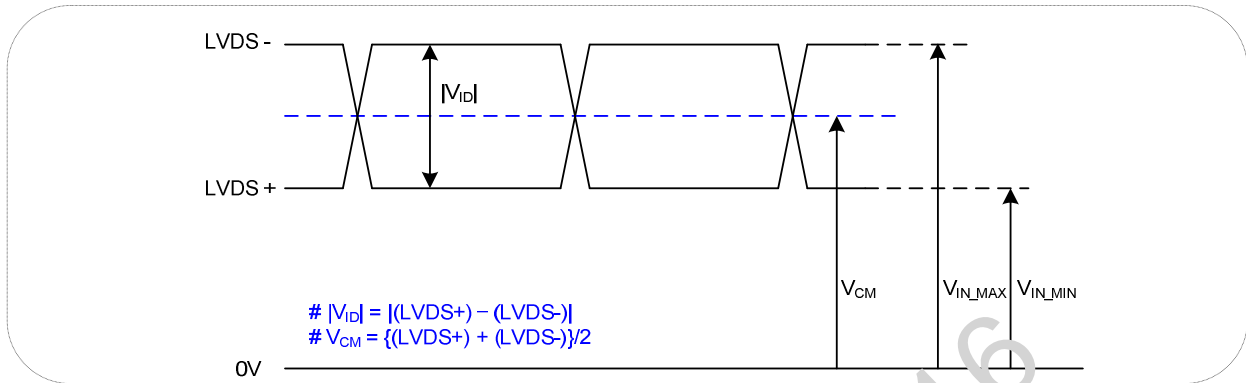 LVDS -
|VID|
LVDS +
VCM
VIN_MAX
VIN_MIN
# |VID| = |(LVDS+) – (LVDS-)|
# VCM = {(LVDS+) + (LVDS-)}/2
0V